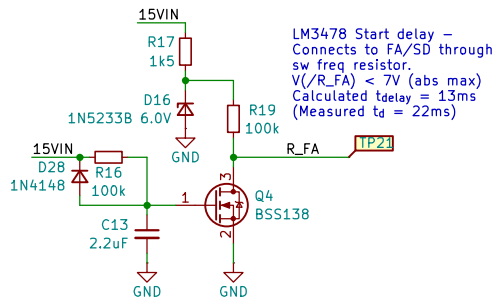 15VIN
R17
1k5
LM3478 Start delay –
Connects to FA/SD through
sw freq resistor.
V(/R_FA) < 7V (abs max)
Calculated tdelay = 13ms
(Measured td = 22ms)
D16
1N5233B 6.0V
GND
R19
100k
15VIN
D28
1N4148
R16
100k
R_FA
TP21
3
1
Q4
BSS138
2
C13
2.2uF
GND
GND